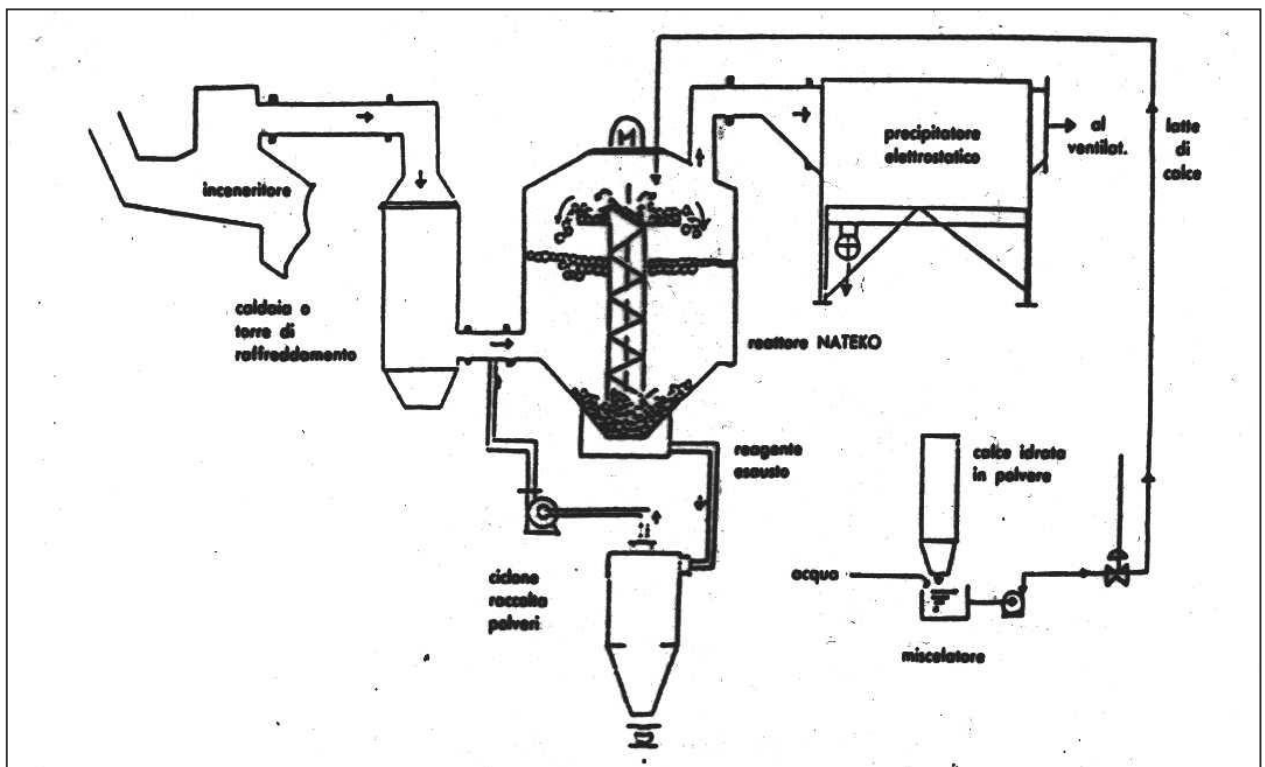 inceneritore
caldaia o
torre di
raffreddamento
M
precipitatore
elettrostatico
al
ventilat.
latte
di
calce
reattore NATEKO
reagente
esausto
calce idrata
in polvere
acqua
miscelatore
ciclone
raccolta
polveri